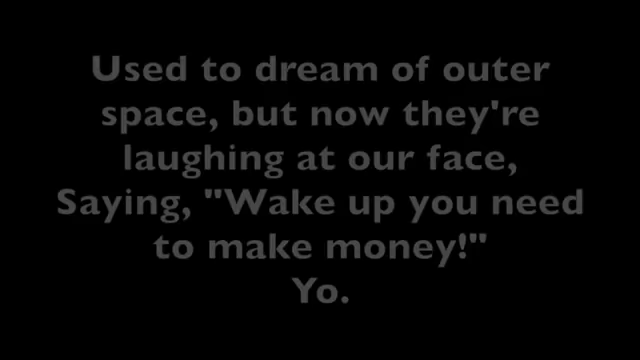 Used to dream of outer
space, but now they're
laughing at our face,
Saying, "Wake up you need
to make money!"
Yo.